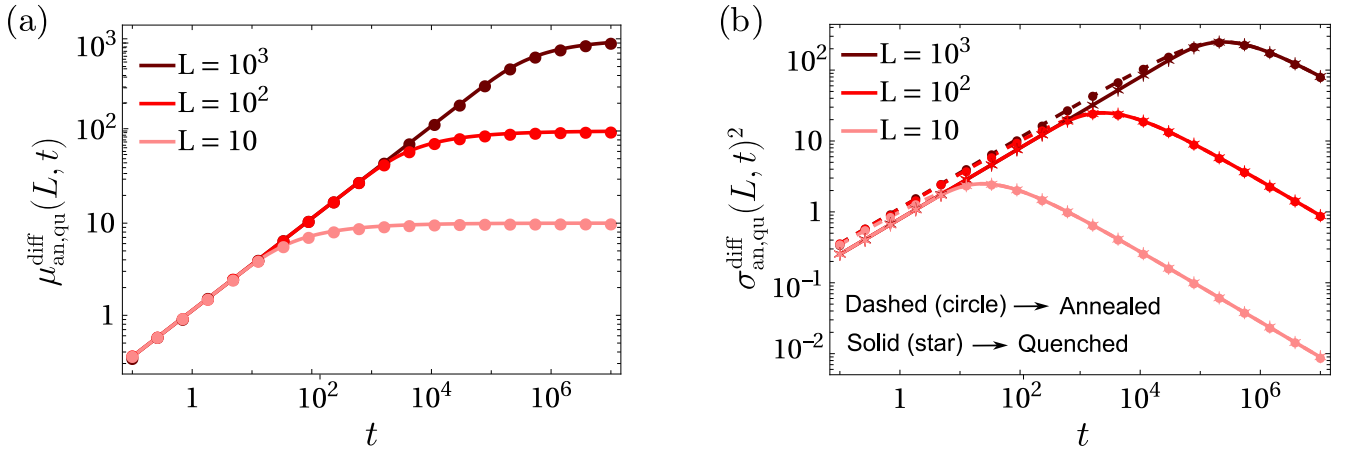 (a)
μ^diff_an,qu(L, t)
10^3
10^2
10
1
L = 10^3
L = 10^2
L = 10
1
10^2
10^4
10^6
t
(b)
σ^diff_an,qu(L, t)^2
10^2
10
1
10^-1
10^-2
L = 10^3
L = 10^2
L = 10
Dashed (circle) → Annealed
Solid (star) → Quenched
1
10^2
10^4
10^6
t